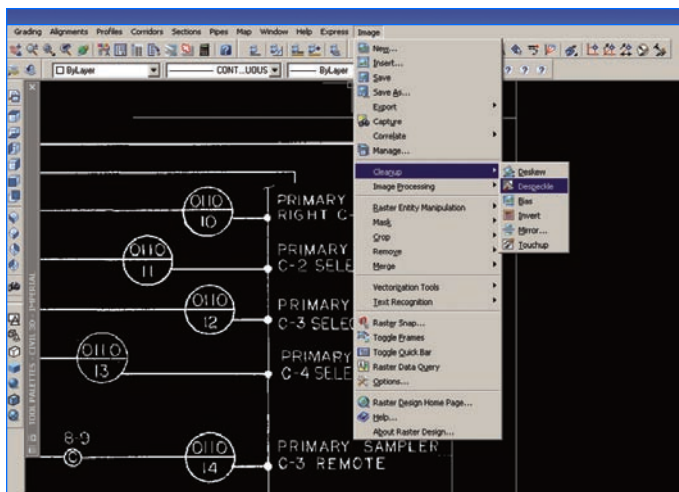 Grading Alignments Profiles Corridors Sections Pipes Map Window Help Express Image
ByLayer
CONT...UOUS
ByLayer
New...
Insert...
Save
Save As...
Export
Capture
Correlate
Manage...
Cleanup
Image Processing
Raster Entity Manipulation
Mask
Crop
Remove
Merge
Vectorization Tools
Text Recognition
Raster Snap...
Toggle Frames
Toggle Quick Bar
Raster Data Query
Options...
Raster Design Home Page...
Help...
About Raster Design...
Deskew
Despeckle
Bias
Invert
Mirror...
Touchup
TOOL PALETTES - CIVIL 3D - IMPERIAL
0110
10
PRIMARY
RIGHT C-
0110
11
PRIMARY
C-2 SELE
0110
12
PRIMARY
C-3 SELEC
0110
13
PRIMARY
C-4 SELE
8-9
C
0110
14
PRIMARY SAMPLER
C-3 REMOTE